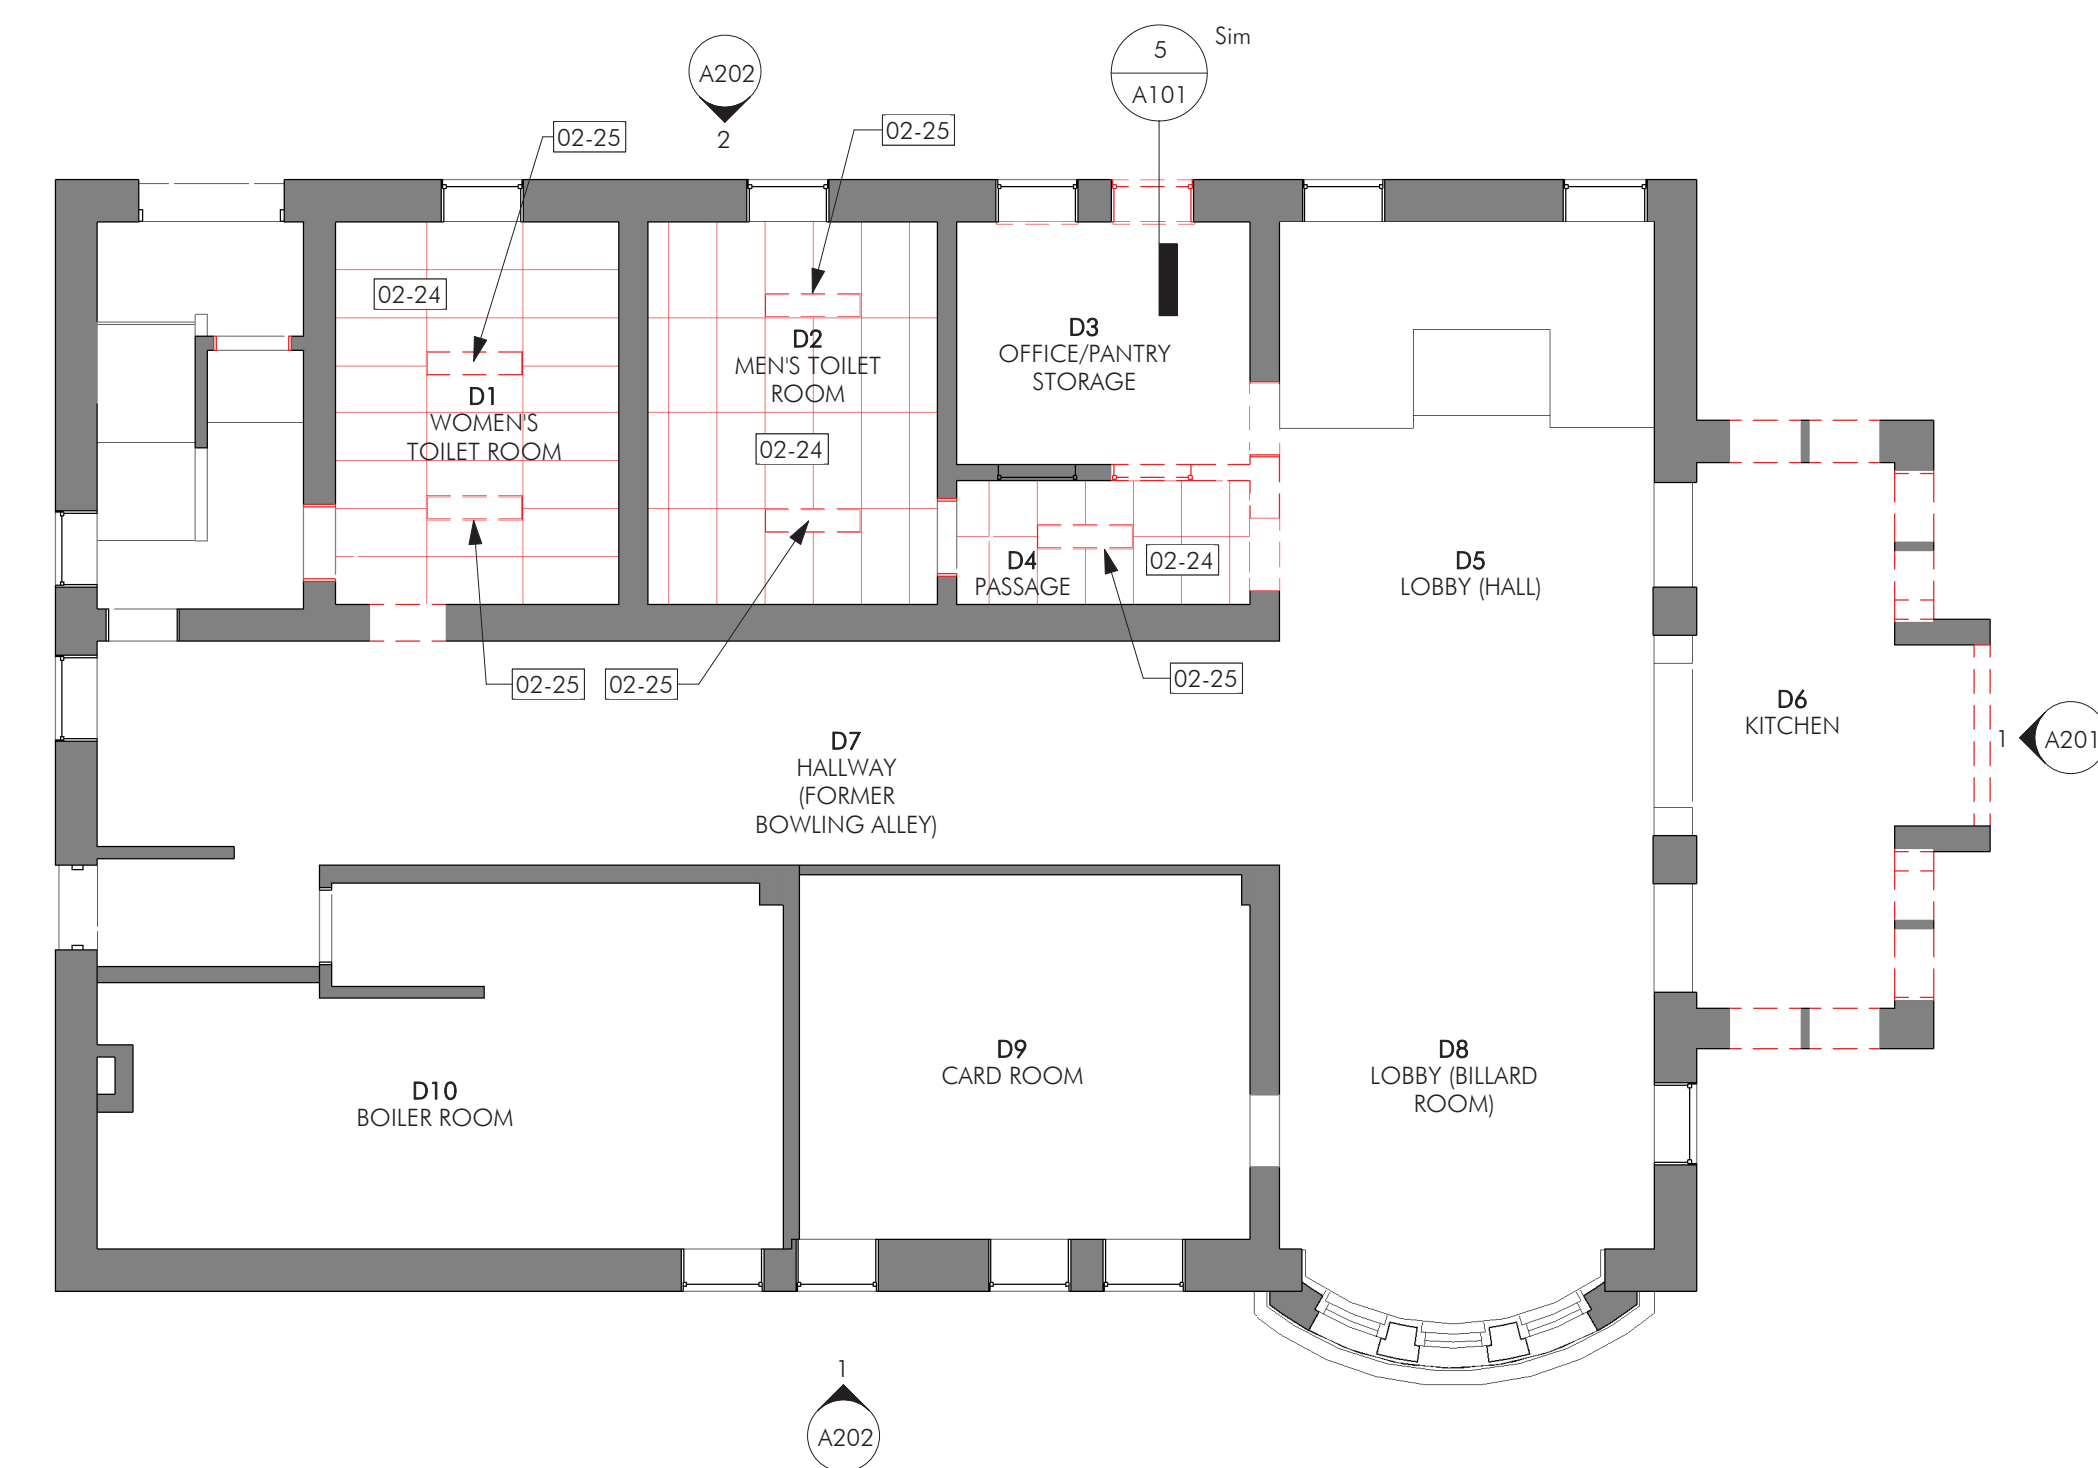 5
Sim
A101
A202
2
02-25
02-25
02-24
D1
WOMEN'S
TOILET ROOM
D2
MEN'S TOILET
ROOM
02-24
D3
OFFICE/PANTRY
STORAGE
D4
PASSAGE
02-24
D5
LOBBY (HALL)
02-25
02-25
02-25
D6
KITCHEN
1
A201
D7
HALLWAY
(FORMER
BOWLING ALLEY)
D8
LOBBY (BILLARD
ROOM)
D9
CARD ROOM
D10
BOILER ROOM
1
A202